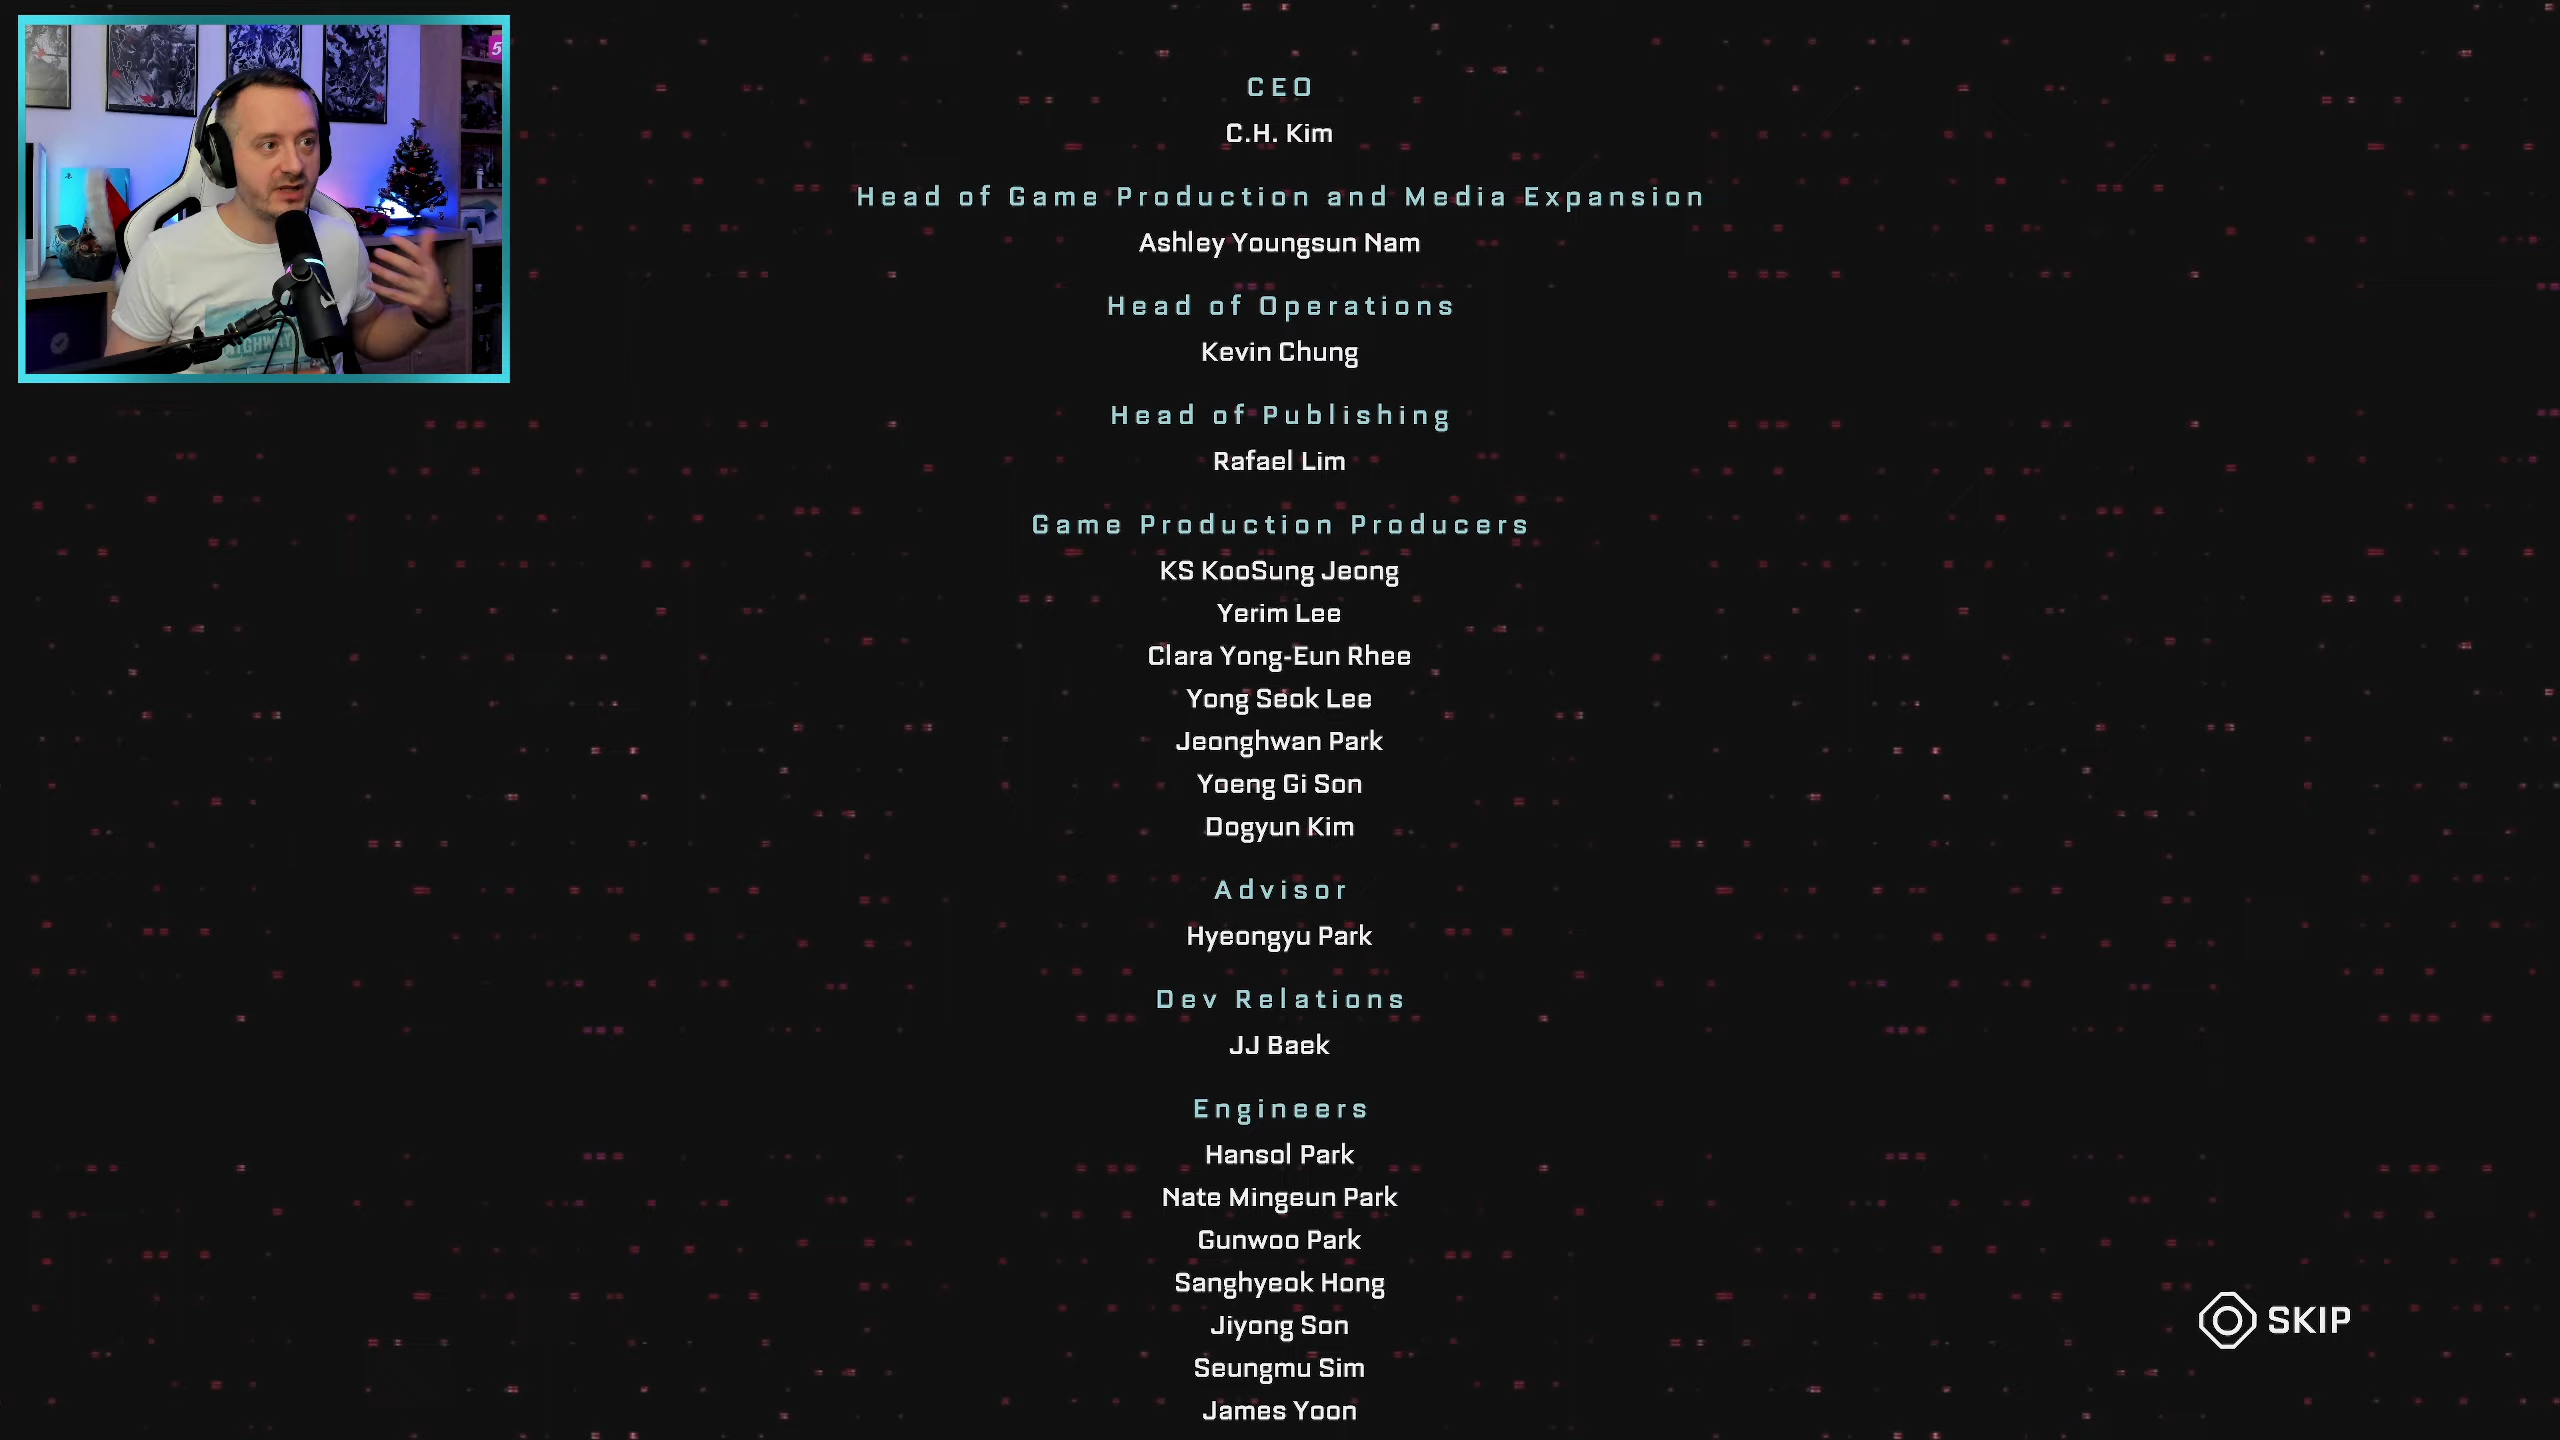 5
HIGHWAY
CEO
C.H. Kim
Head of Game Production and Media Expansion
Ashley Youngsun Nam
Head of Operations
Kevin Chung
Head of Publishing
Rafael Lim
Game Production Producers
KS KooSung Jeong
Yerim Lee
Clara Yong-Eun Rhee
Yong Seok Lee
Jeonghwan Park
Yoeng Gi Son
Dogyun Kim
Advisor
Hyeongyu Park
Dev Relations
JJ Baek
Engineers
Hansol Park
Nate Mingeun Park
Gunwoo Park
Sanghyeok Hong
Jiyong Son
Seungmu Sim
James Yoon
SKIP